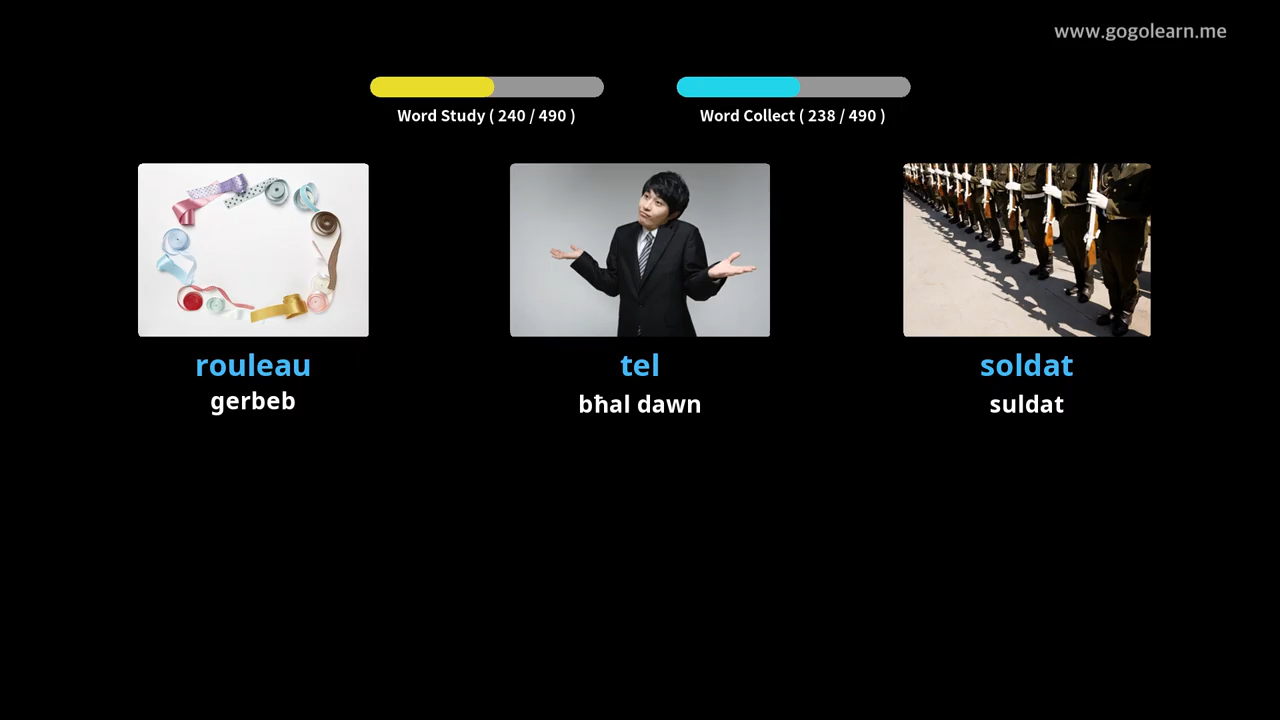 www.gogolearn.me
Word Study ( 240 / 490 )
Word Collect ( 238 / 490 )
rouleau
gerbeb
tel
bħal dawn
soldat
suldat